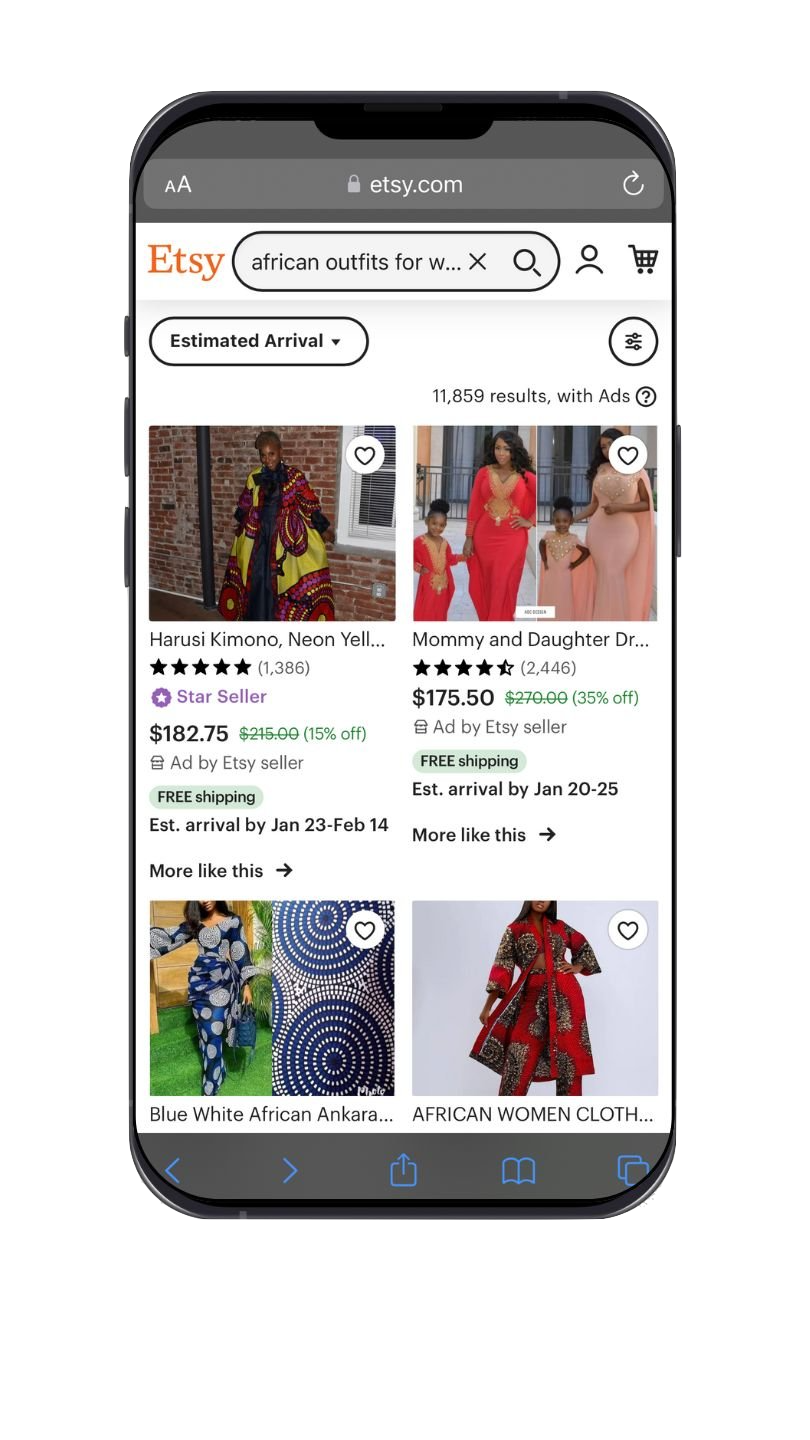 AA etsy.com
Etsy african outfits for w...
Estimated Arrival
11,859 results, with Ads
Harusi Kimono, Neon Yell...
(1,386)
Star Seller
$182.75 $215.00 (15% off)
Ad by Etsy seller
FREE shipping
Est. arrival by Jan 23-Feb 14
More like this
Mommy and Daughter Dr...
(2,446)
$175.50 $270.00 (35% off)
Ad by Etsy seller
FREE shipping
Est. arrival by Jan 20-25
More like this
Blue White African Ankara...
AFRICAN WOMEN CLOTH...